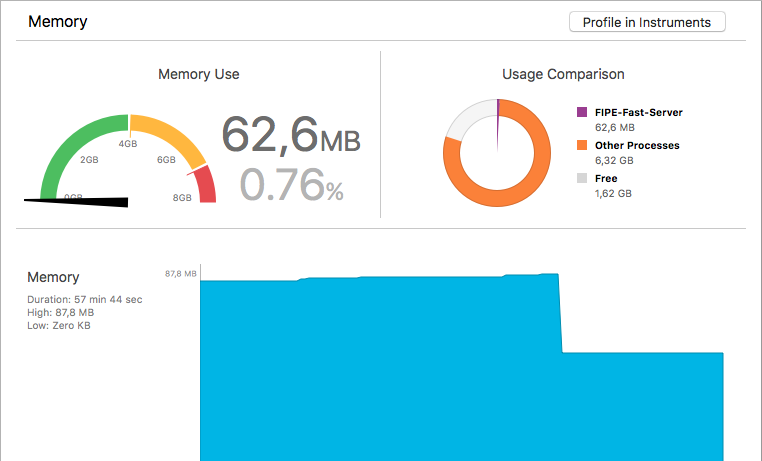 Memory
Profile in Instruments
Memory Use
Usage Comparison
0GB
2GB
4GB
6GB
8GB
62,6MB
0.76%
FIPE-Fast-Server
62,6 MB
Other Processes
6,32 GB
Free
1,62 GB
Memory
Duration: 57 min 44 sec
High: 87,8 MB
Low: Zero KB
87,8 MB